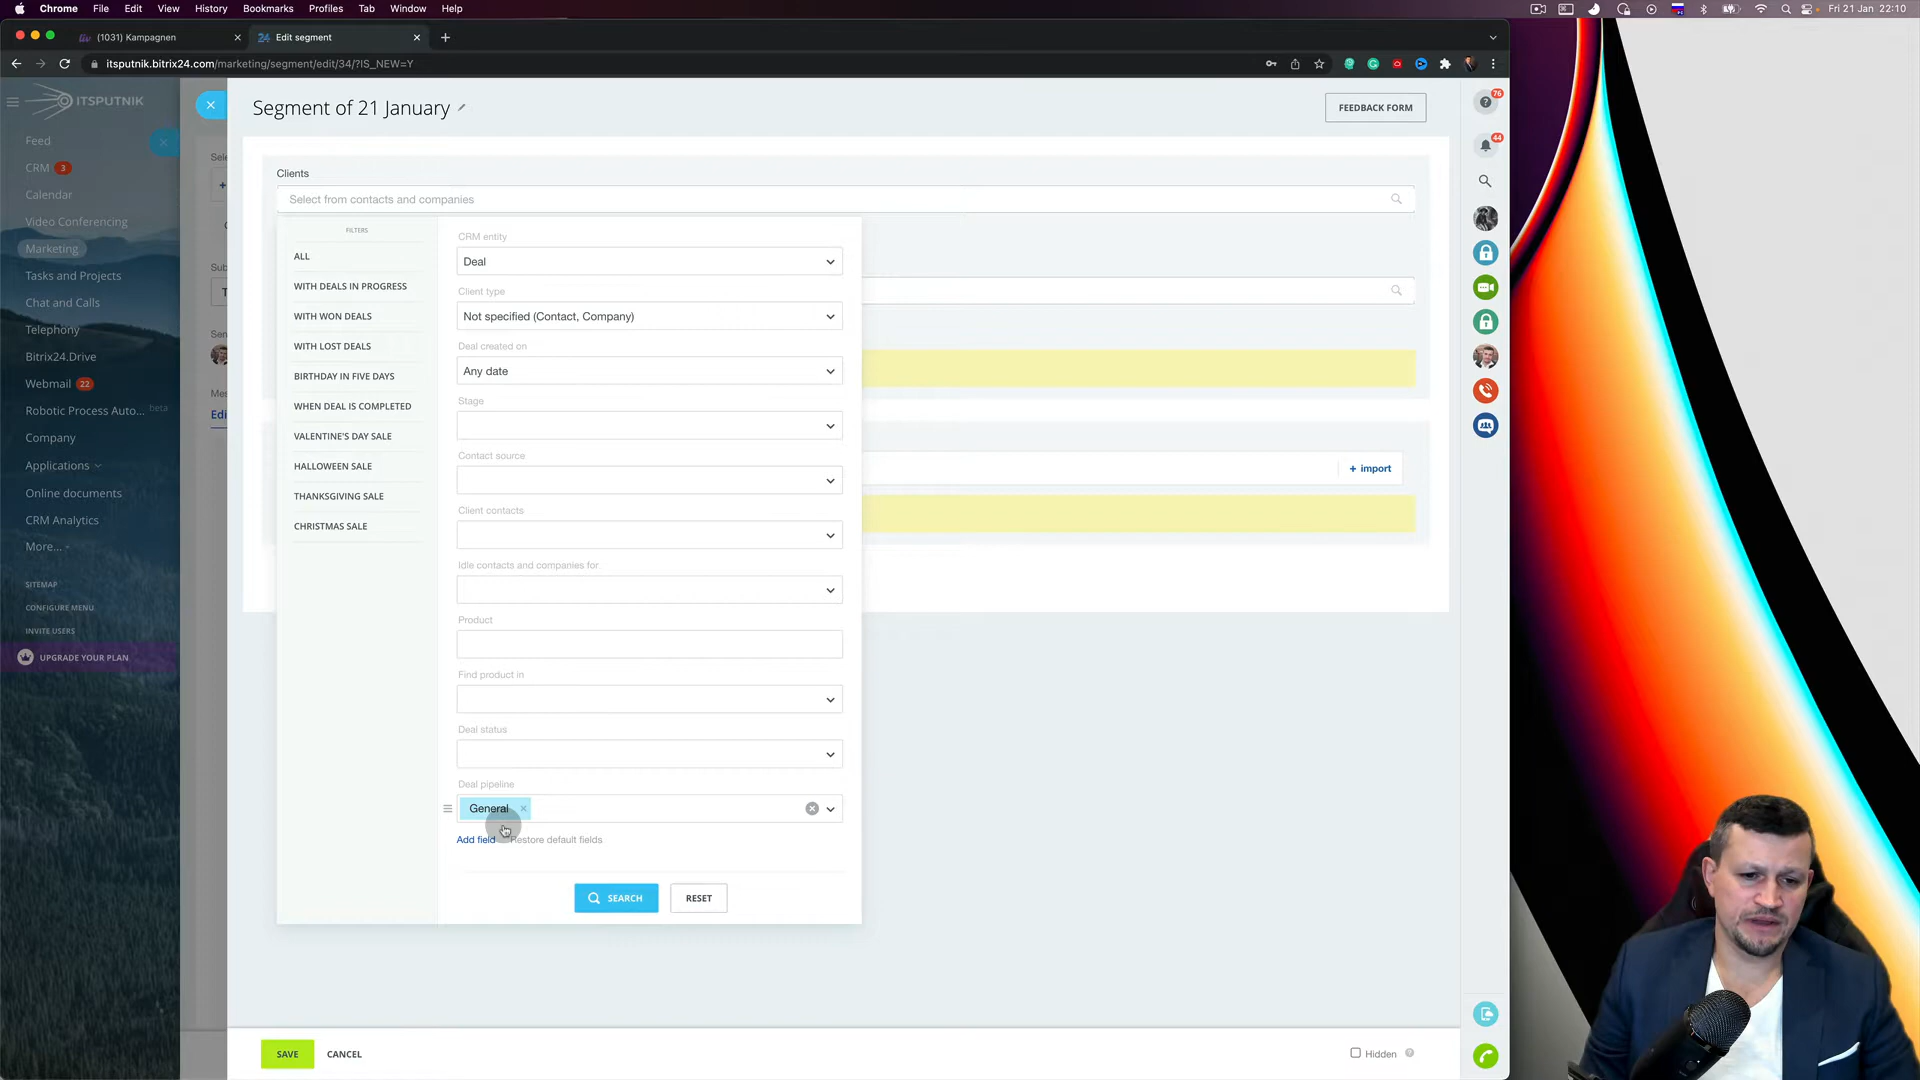 Chrome File Edit View History Bookmarks Profiles Tab Window Help
Fri 21 Jan 22:10
(1031) Kampagnen
24 Edit segment
itsputnik.bitrix24.com/marketing/segment/edit/34/?IS_NEW=Y
ITSPUTNIK
Feed
CRM 3
Calendar
Video Conferencing
Marketing
Tasks and Projects
Chat and Calls
Telephony
Bitrix24.Drive
Webmail 22
Robotic Process Auto... beta
Company
Applications
Online documents
CRM Analytics
More...
SITEMAP
CONFIGURE MENU
INVITE USERS
UPGRADE YOUR PLAN
Segment of 21 January
FEEDBACK FORM
76
44
Clients
Select from contacts and companies
FILTERS
ALL
WITH DEALS IN PROGRESS
WITH WON DEALS
WITH LOST DEALS
BIRTHDAY IN FIVE DAYS
WHEN DEAL IS COMPLETED
VALENTINE'S DAY SALE
HALLOWEEN SALE
THANKSGIVING SALE
CHRISTMAS SALE
CRM entity
Deal
Client type
Not specified (Contact, Company)
Deal created on
Any date
Stage
Contact source
Client contacts
Idle contacts and companies for
Product
Find product in
Deal status
Deal pipeline
General
Add field Restore default fields
SEARCH
RESET
+ import
SAVE
CANCEL
Hidden